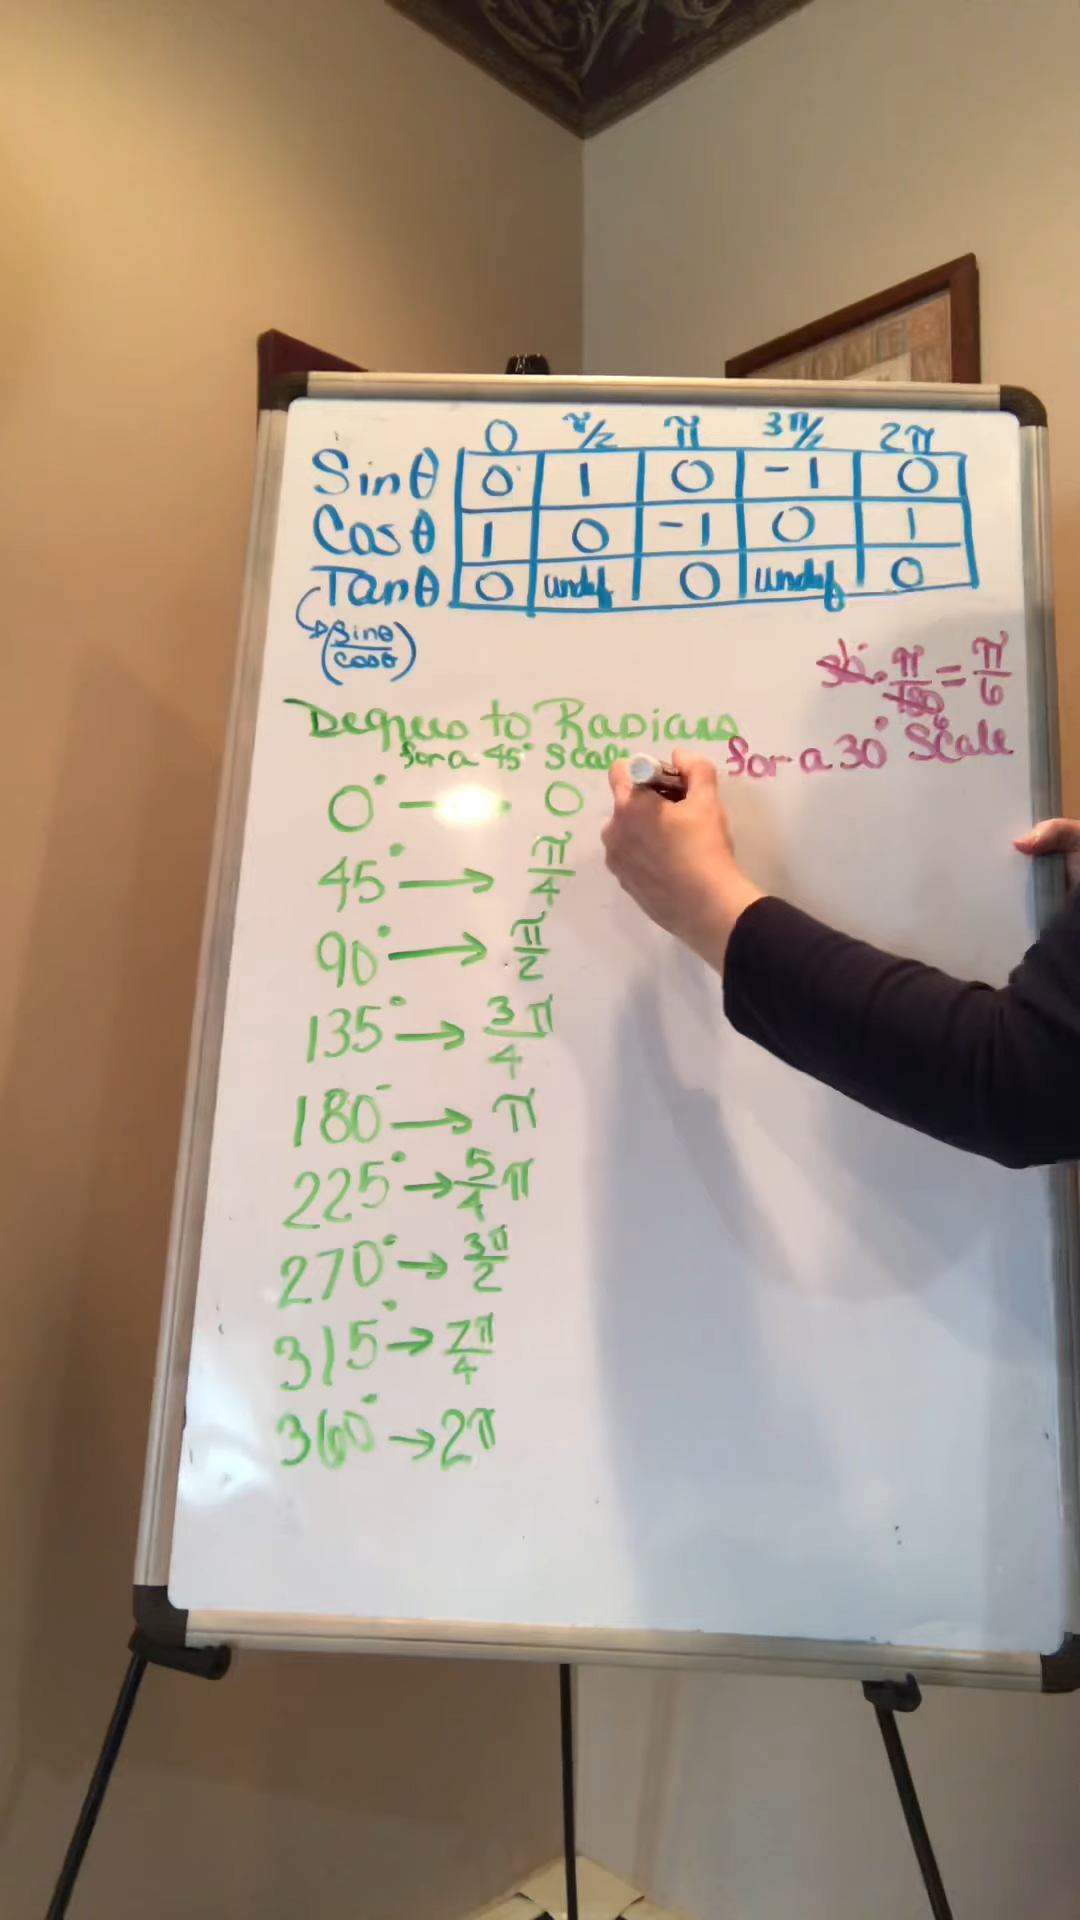 0 π/2 π 3π/2 2π
Sinθ 0 1 0 -1 0
Cosθ 1 0 -1 0 1
Tanθ 0 undef 0 undef 0
(sinθ/cosθ)
30·π/180 6 = π/6
Degrees to Radians
for a 45° Scale
for a 30° Scale
0° → 0
45° → π/4
90° → π/2
135° → 3π/4
180° → π
225° → 5/4 π
270° → 3π/2
315° → 7π/4
360° → 2π
HOME